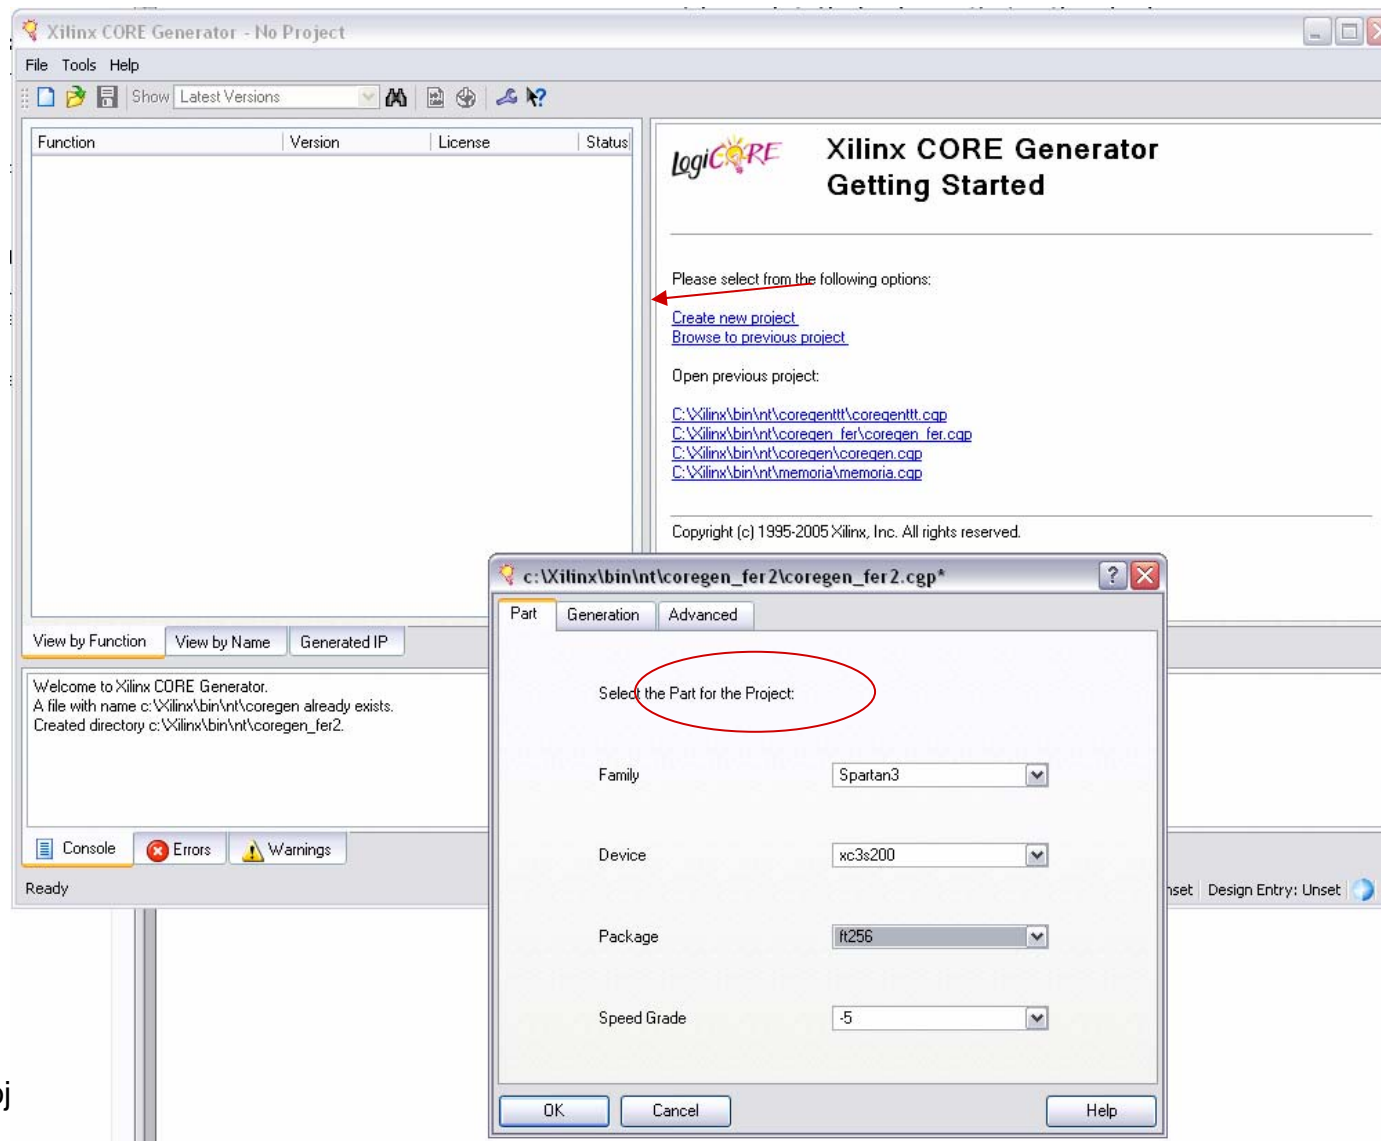 Xilinx CORE Generator - No Project
File Tools Help
Show Latest Versions
Function Version License Status
LogiCORE
Xilinx CORE Generator
Getting Started
Please select from the following options:
Create new project
Browse to previous project
Open previous project:
C:\Xilinx\bin\nt\coregenttt\coregenttt.cgp
C:\Xilinx\bin\nt\coregen_fer\coregen_fer.cgp
C:\Xilinx\bin\nt\coregen\coregen.cgp
C:\Xilinx\bin\nt\memoria\memoria.cgp
Copyright (c) 1995-2005 Xilinx, Inc. All rights reserved.
View by Function View by Name Generated IP
Welcome to Xilinx CORE Generator.
A file with name c:\Xilinx\bin\nt\coregen already exists.
Created directory c:\Xilinx\bin\nt\coregen_fer2.
Console Errors Warnings
Ready
nset Design Entry: Unset
c:\Xilinx\bin\nt\coregen_fer2\coregen_fer2.cgp*
Part Generation Advanced
Select the Part for the Project:
Family Spartan3
Device xc3s200
Package ft256
Speed Grade -5
OK Cancel Help
oj